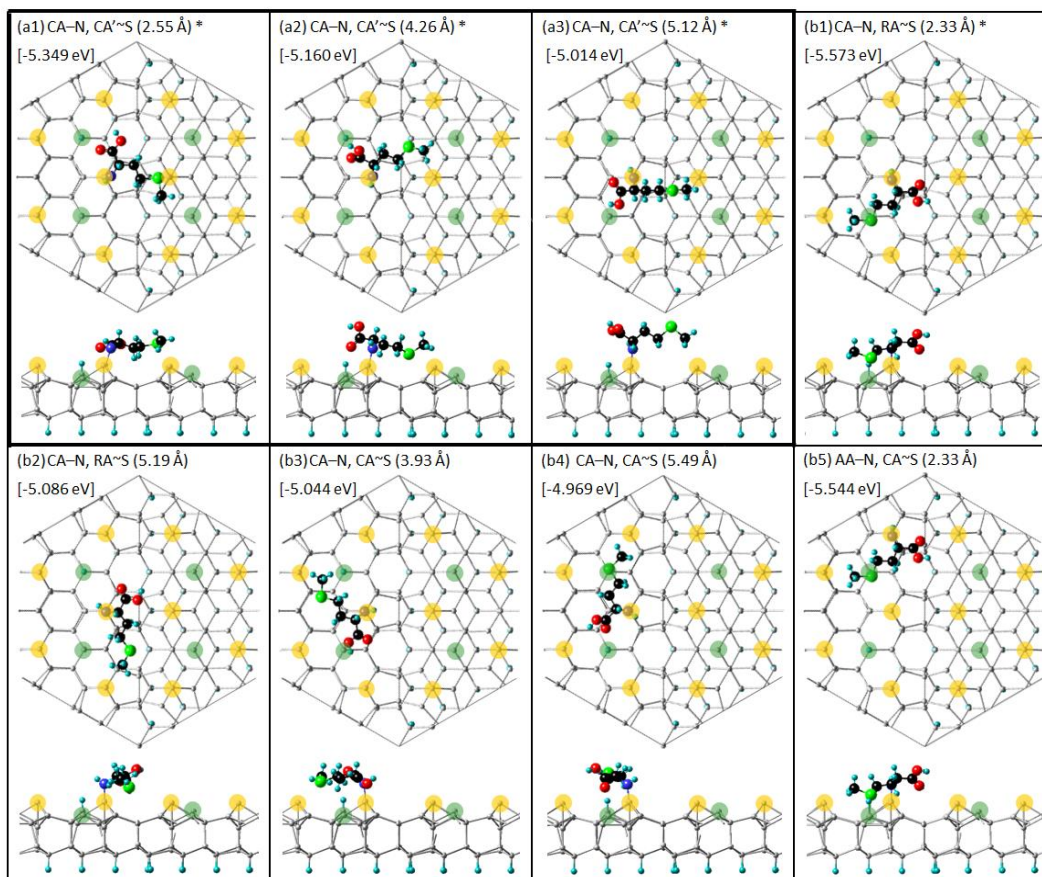 (a1) CA–N, CA’~S (2.55 Å) *
[-5.349 eV]
(a2) CA–N, CA’~S (4.26 Å) *
[-5.160 eV]
(a3) CA–N, CA’~S (5.12 Å) *
[-5.014 eV]
(b1) CA–N, RA~S (2.33 Å) *
[-5.573 eV]
(b2) CA–N, RA~S (5.19 Å)
[-5.086 eV]
(b3) CA–N, CA~S (3.93 Å)
[-5.044 eV]
(b4) CA–N, CA~S (5.49 Å)
[-4.969 eV]
(b5) AA–N, CA~S (2.33 Å)
[-5.544 eV]